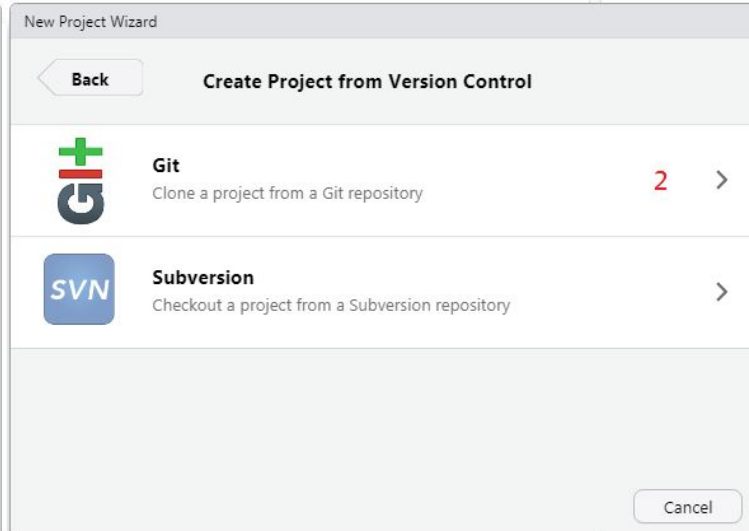 New Project Wizard
Back
Create Project from Version Control
git
Git
Clone a project from a Git repository
2
SVN
Subversion
Checkout a project from a Subversion repository
Cancel